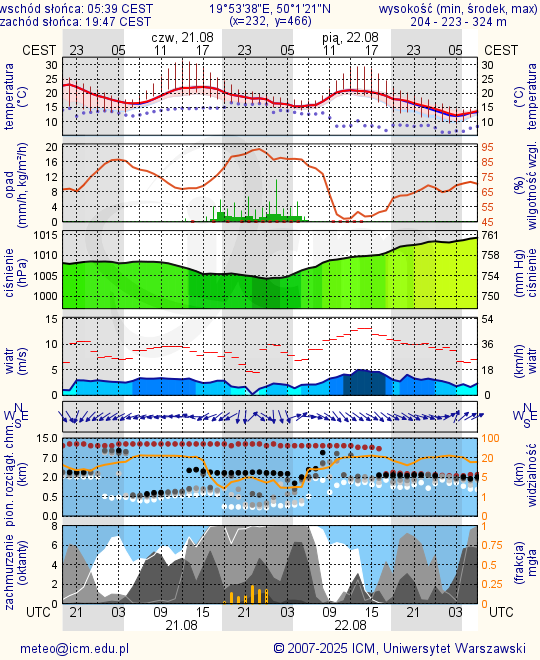 wschód słońca: 05:39 CEST 19°53'38"E, 50°1'21"N wysokość (min, środek, max)
zachód słońca: 19:47 CEST (x=232, y=466) 204 - 223 - 324 m
czw, 21.08 pią, 22.08
CEST 23 05 11 17 23 05 11 17 23 05 CEST
temperatura (°C) 30 25 20 15 10 30 25 20 15 10 (°C) temperatura
opad (mm/h, kg/m²/h) 20 16 12 8 4 0 95 85 75 65 55 45 (%) wilgotność wzgl.
ciśnienie (hPa) 1015 1010 1005 1000 761 758 754 750 (mm Hg) ciśnienie
wiatr (m/s) 15 10 5 0 54 36 18 0 (km/h) wiatr
N W E S N W E S
pion. rozciągł. chm. (km) 15.0 7.0 2.0 0.5 0.0 100 20 5 1 0 (km) widzialność
zachmurzenie (oktanty) 8 6 4 2 0 1 0.75 0.5 0.25 0 (frakcja) mgła
UTC 21 03 09 15 21 03 09 15 21 03 UTC
21.08 22.08
meteo@icm.edu.pl © 2007-2025 ICM, Uniwersytet Warszawski